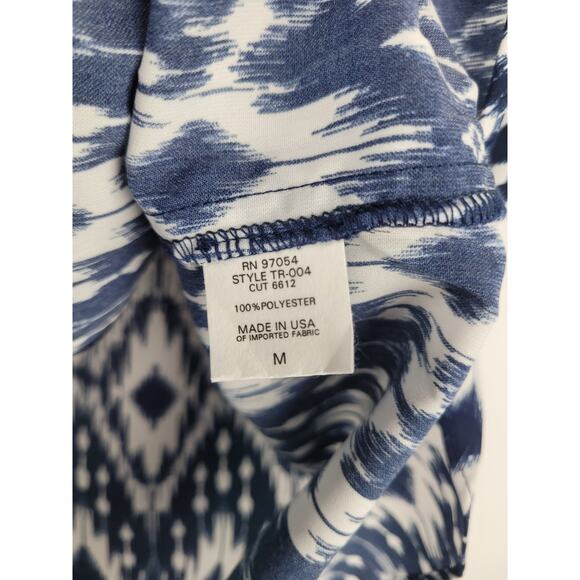 RN 97054
STYLE TR-004
CUT 6612
100%POLYESTER
MADE IN USA
OF IMPORTED FABRIC
M